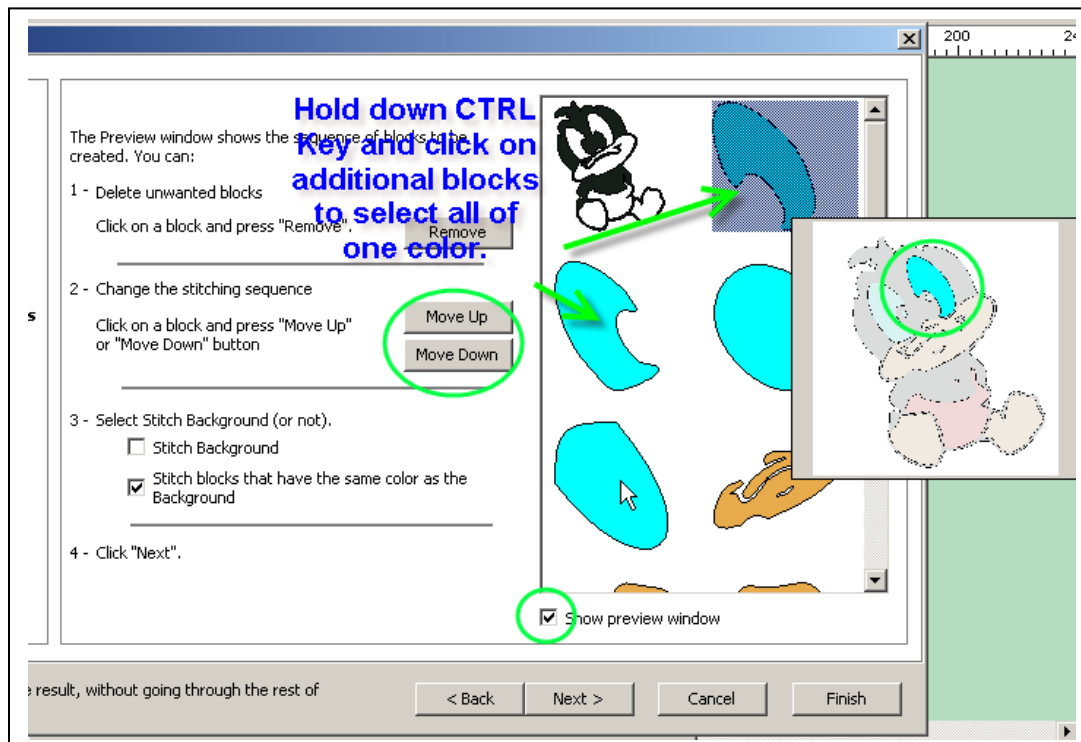 200
Hold down CTRL
Key and click on
additional blocks
to select all of
one color.
The Preview window shows the sequence of blocks to be
created. You can:
1 - Delete unwanted blocks
Click on a block and press "Remove".
Remove
2 - Change the stitching sequence
Click on a block and press "Move Up"
or "Move Down" button
Move Up
Move Down
s
3 - Select Stitch Background (or not).
Stitch Background
Stitch blocks that have the same color as the
Background
4 - Click "Next".
Show preview window
result, without going through the rest of
< Back
Next >
Cancel
Finish